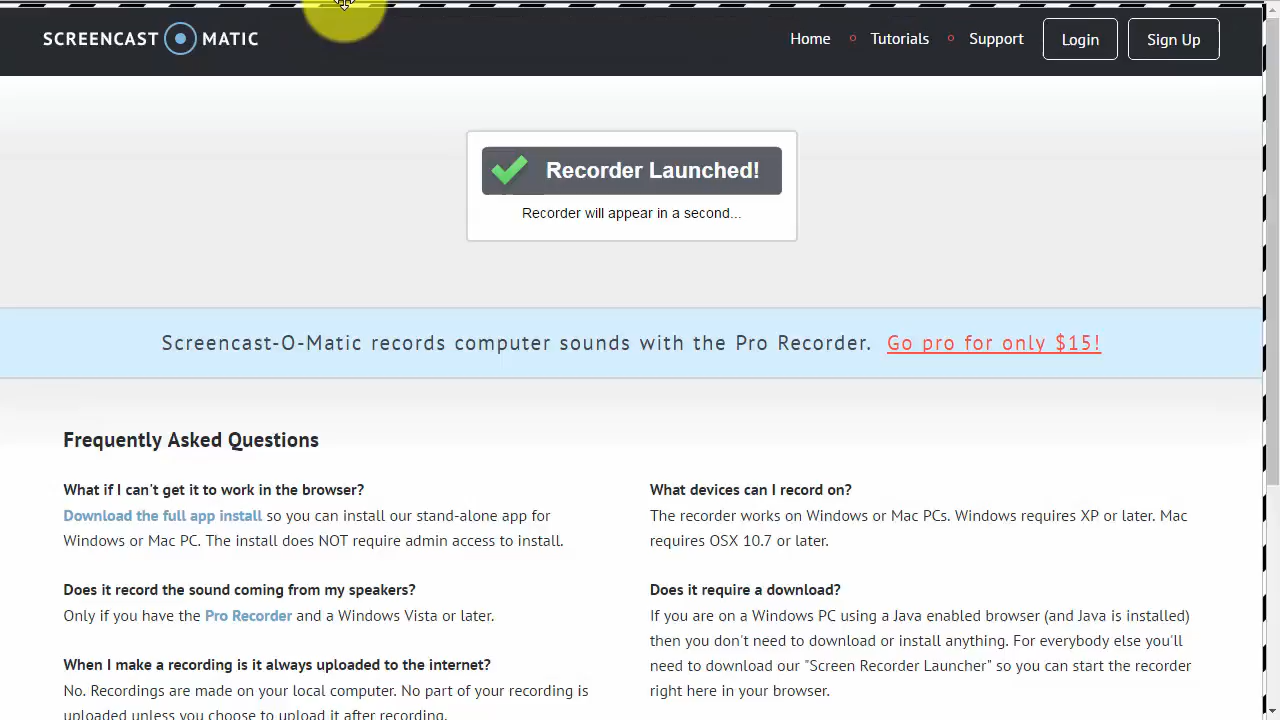 SCREENCAST MATIC
Home Tutorials Support Login Sign Up
Recorder Launched!
Recorder will appear in a second...
Screencast-O-Matic records computer sounds with the Pro Recorder. Go pro for only $15!
Frequently Asked Questions
What if I can't get it to work in the browser?
Download the full app install so you can install our stand-alone app for
Windows or Mac PC. The install does NOT require admin access to install.
Does it record the sound coming from my speakers?
Only if you have the Pro Recorder and a Windows Vista or later.
When I make a recording is it always uploaded to the internet?
No. Recordings are made on your local computer. No part of your recording is
uploaded unless you choose to upload it after recording.
What devices can I record on?
The recorder works on Windows or Mac PCs. Windows requires XP or later. Mac
requires OSX 10.7 or later.
Does it require a download?
If you are on a Windows PC using a Java enabled browser (and Java is installed)
then you don't need to download or install anything. For everybody else you'll
need to download our "Screen Recorder Launcher" so you can start the recorder
right here in your browser.